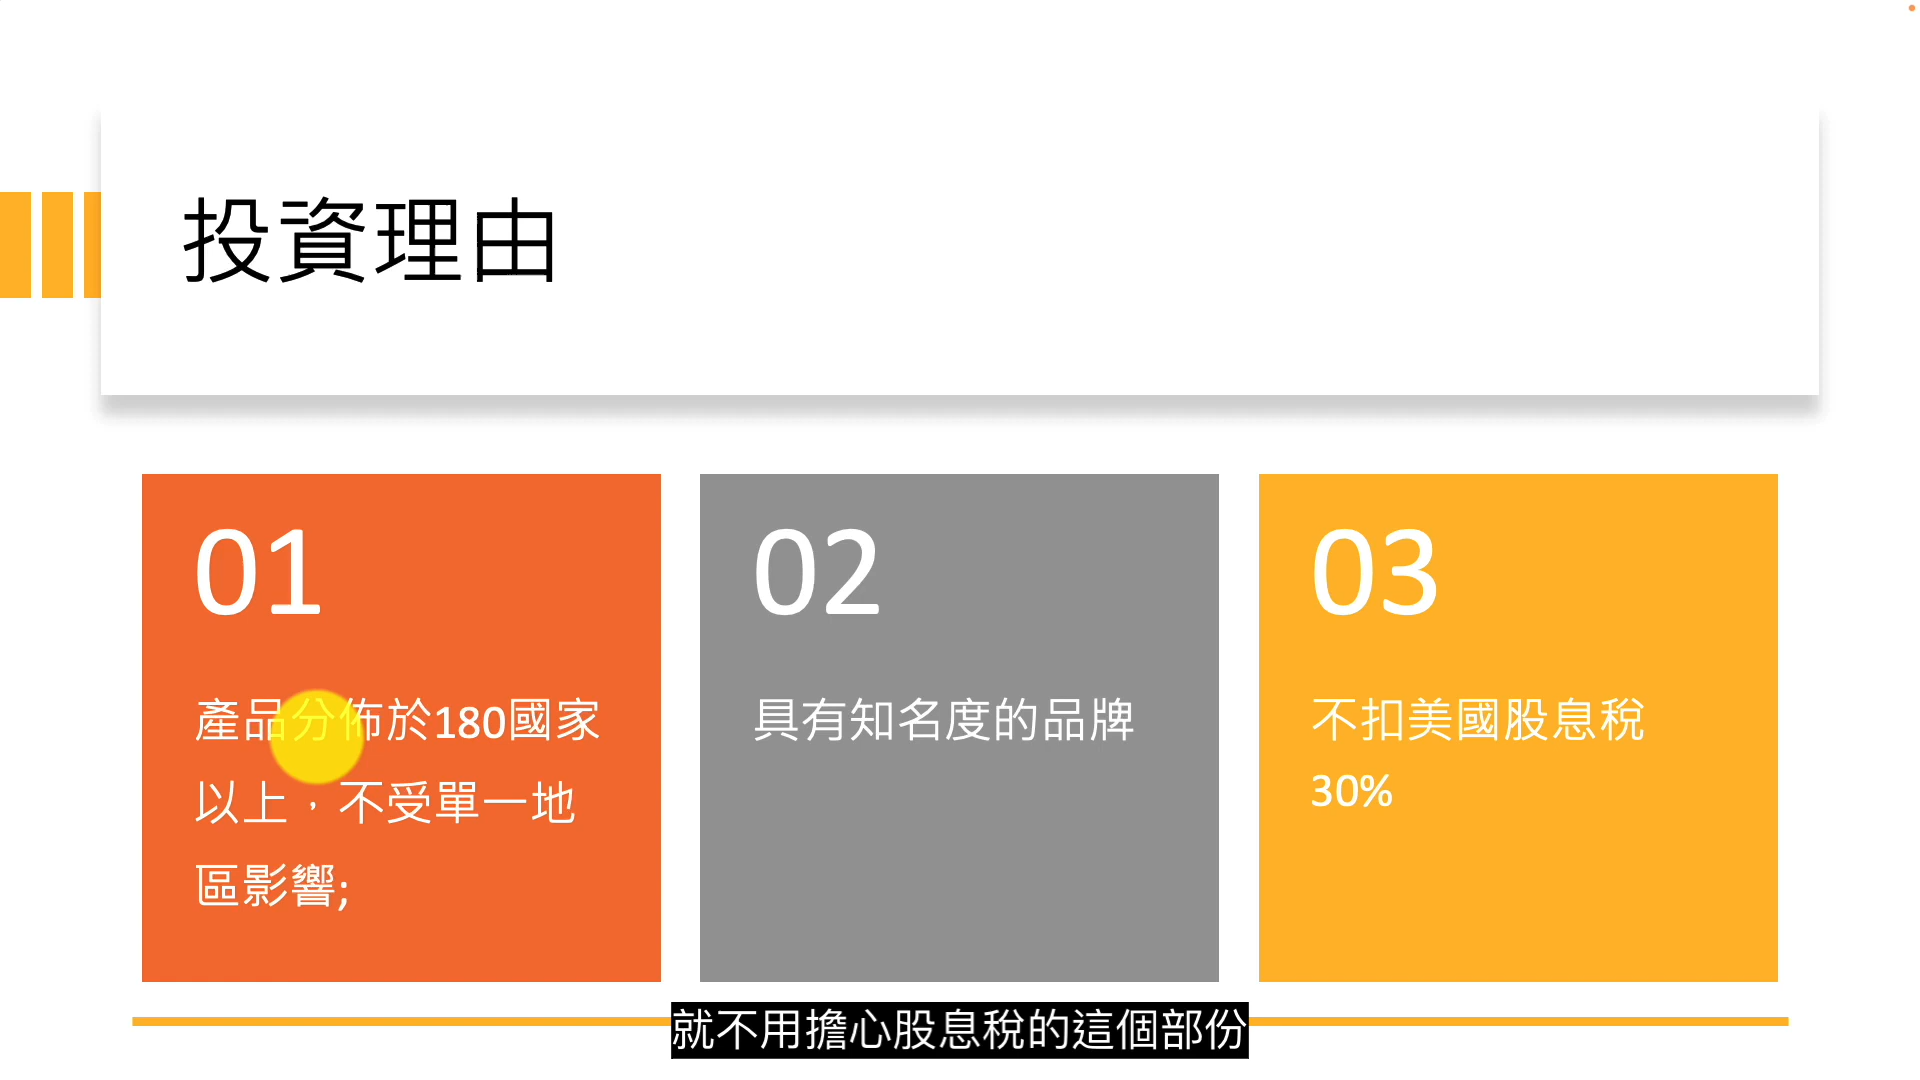 投資理由
01
產品分佈於180國家
以上，不受單一地
區影響;
02
具有知名度的品牌
03
不扣美國股息稅
30%
就不用擔心股息稅的這個部份